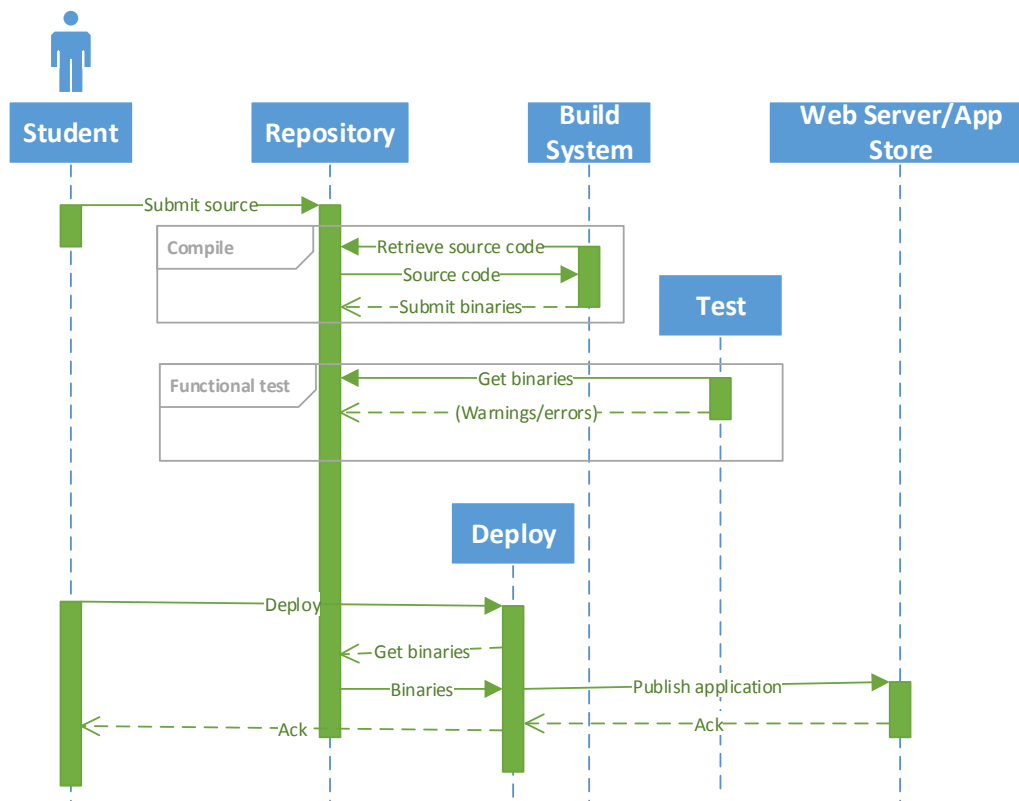 Student
Repository
Build
System
Web Server/App
Store
Submit source
Compile
Retrieve source code
Source code
Submit binaries
Test
Functional test
Get binaries
(Warnings/errors)
Deploy
Deploy
Get binaries
Binaries
Publish application
Ack
Ack